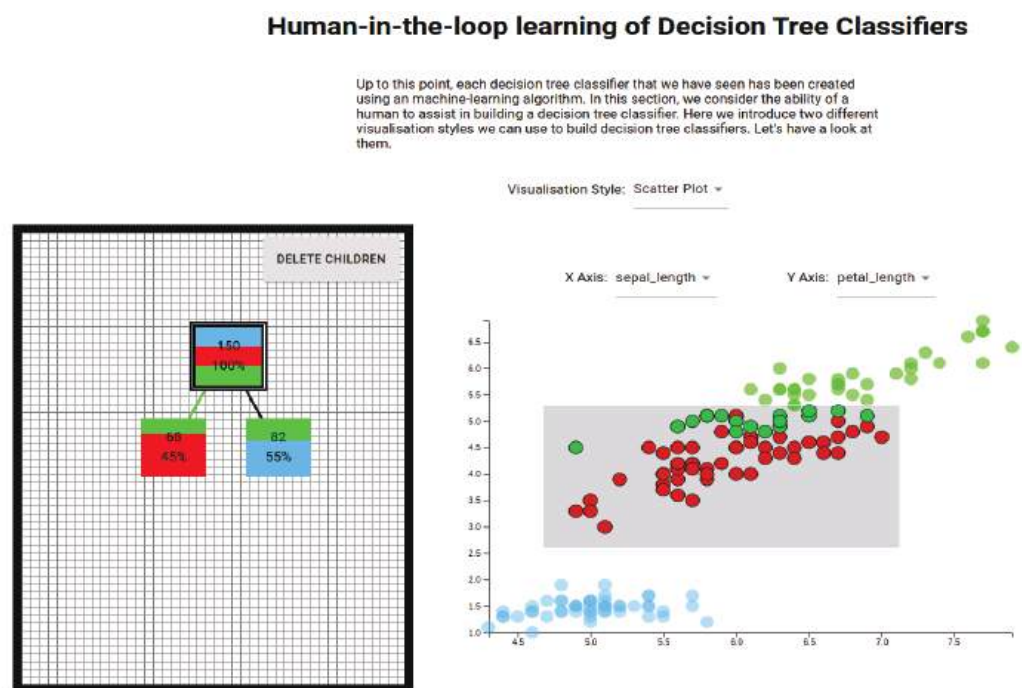 Human-in-the-loop learning of Decision Tree Classifiers
Up to this point, each decision tree classifier that we have seen has been created
using an machine-learning algorithm. In this section, we consider the ability of a
human to assist in building a decision tree classifier. Here we introduce two different
visualisation styles we can use to build decision tree classifiers. Let's have a look at
them.
Visualisation Style: Scatter Plot
DELETE CHILDREN
150
100%
68
45%
82
55%
X Axis: sepal_length
Y Axis: petal_length
6.5
6.0
5.5
5.0
4.5
4.0
3.5
3.0
2.5
2.0
1.5
1.0
4.5 5.0 5.5 6.0 6.5 7.0 7.5